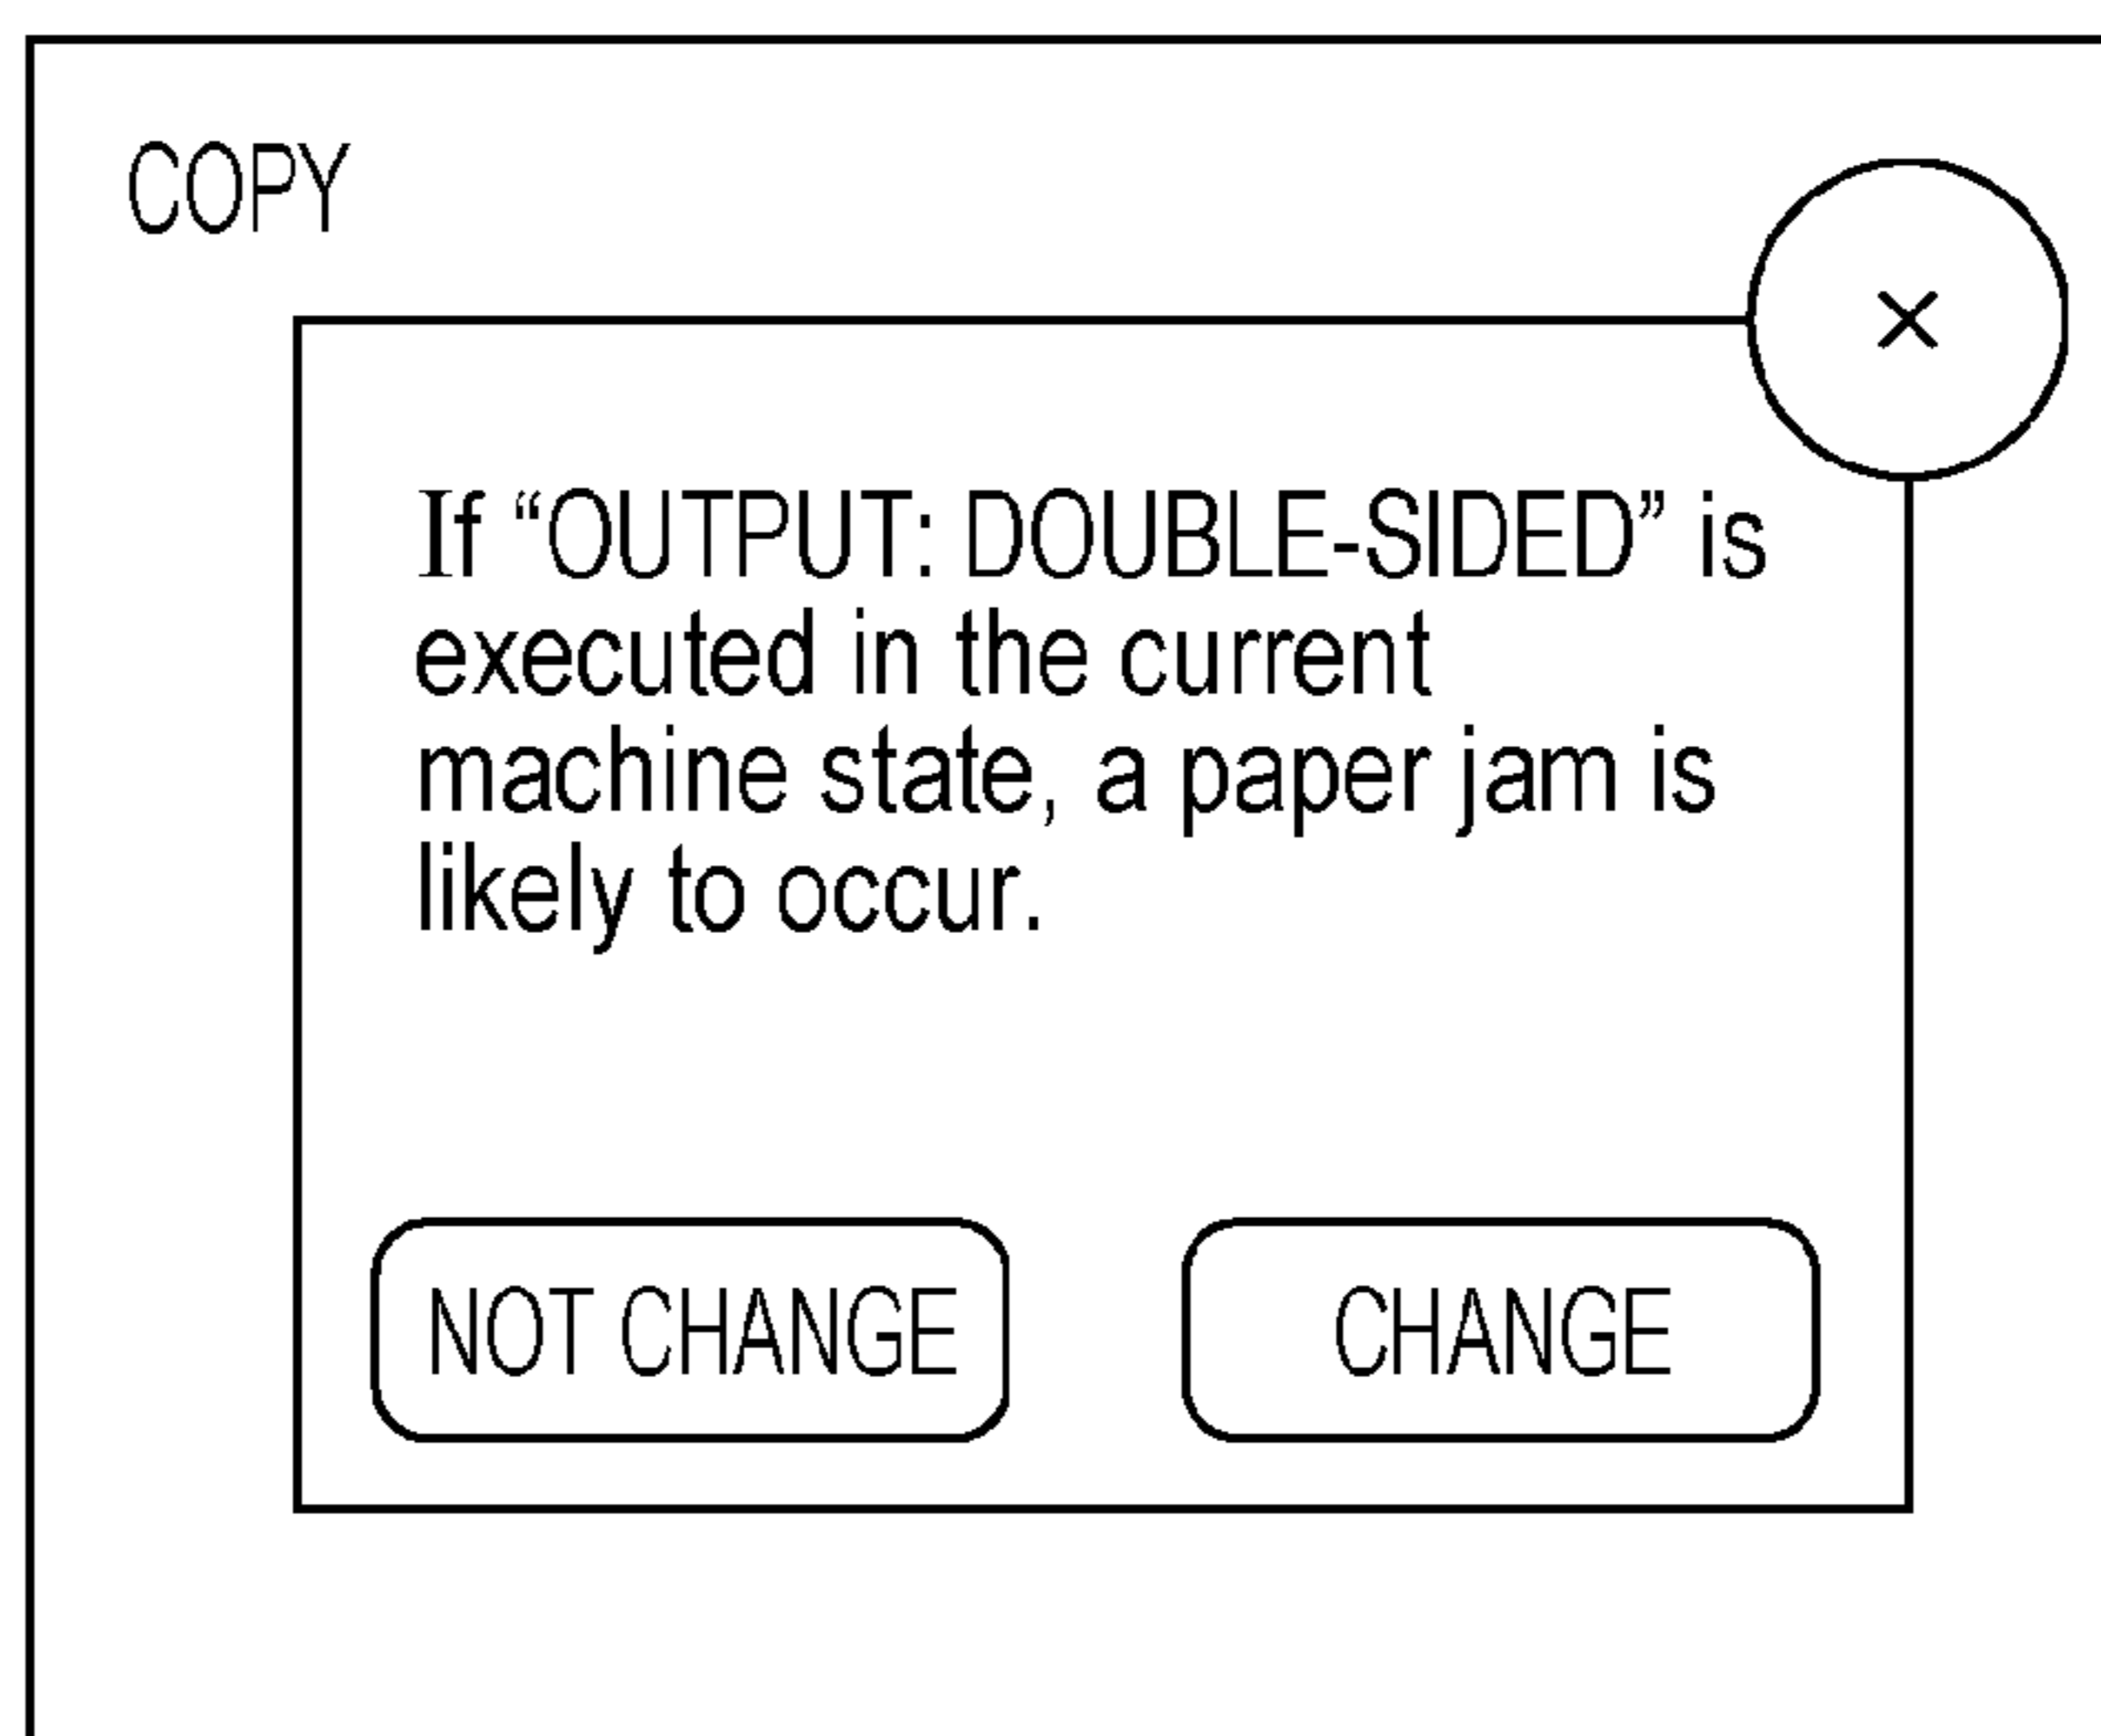 COPY
×
If “OUTPUT: DOUBLE-SIDED” is
executed in the current
machine state, a paper jam is
likely to occur.
NOT CHANGE
CHANGE